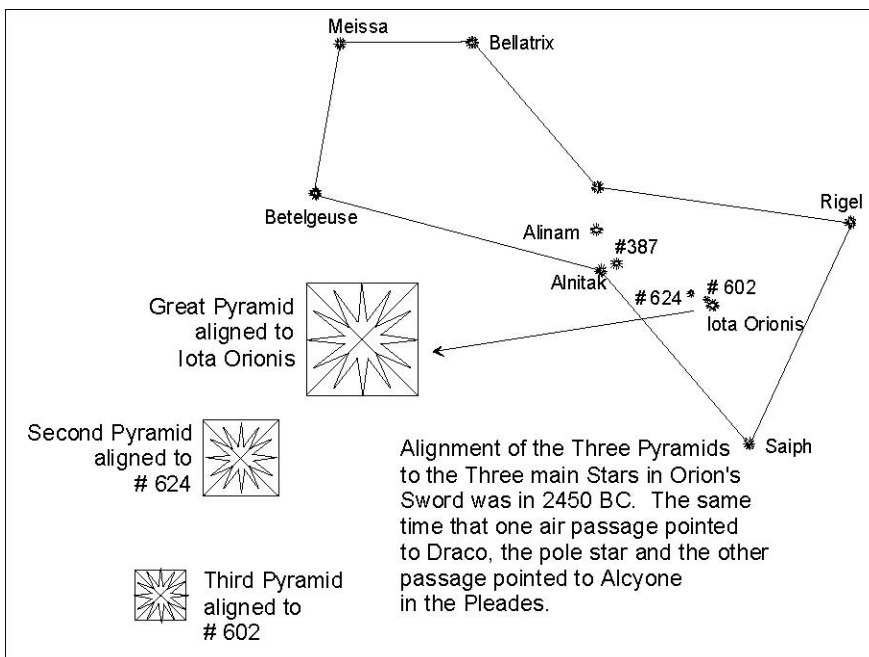 Meissa
Bellatrix
Rigel
Betelgeuse
Alinam
#387
Alnitak
# 624
# 602
Iota Orionis
Great Pyramid
aligned to
Iota Orionis
Second Pyramid
aligned to
# 624
Saiph
Alignment of the Three Pyramids
to the Three main Stars in Orion's
Sword was in 2450 BC.  The same
time that one air passage pointed
to Draco, the pole star and the other
passage pointed to Alcyone
in the Pleades.
Third Pyramid
aligned to
# 602